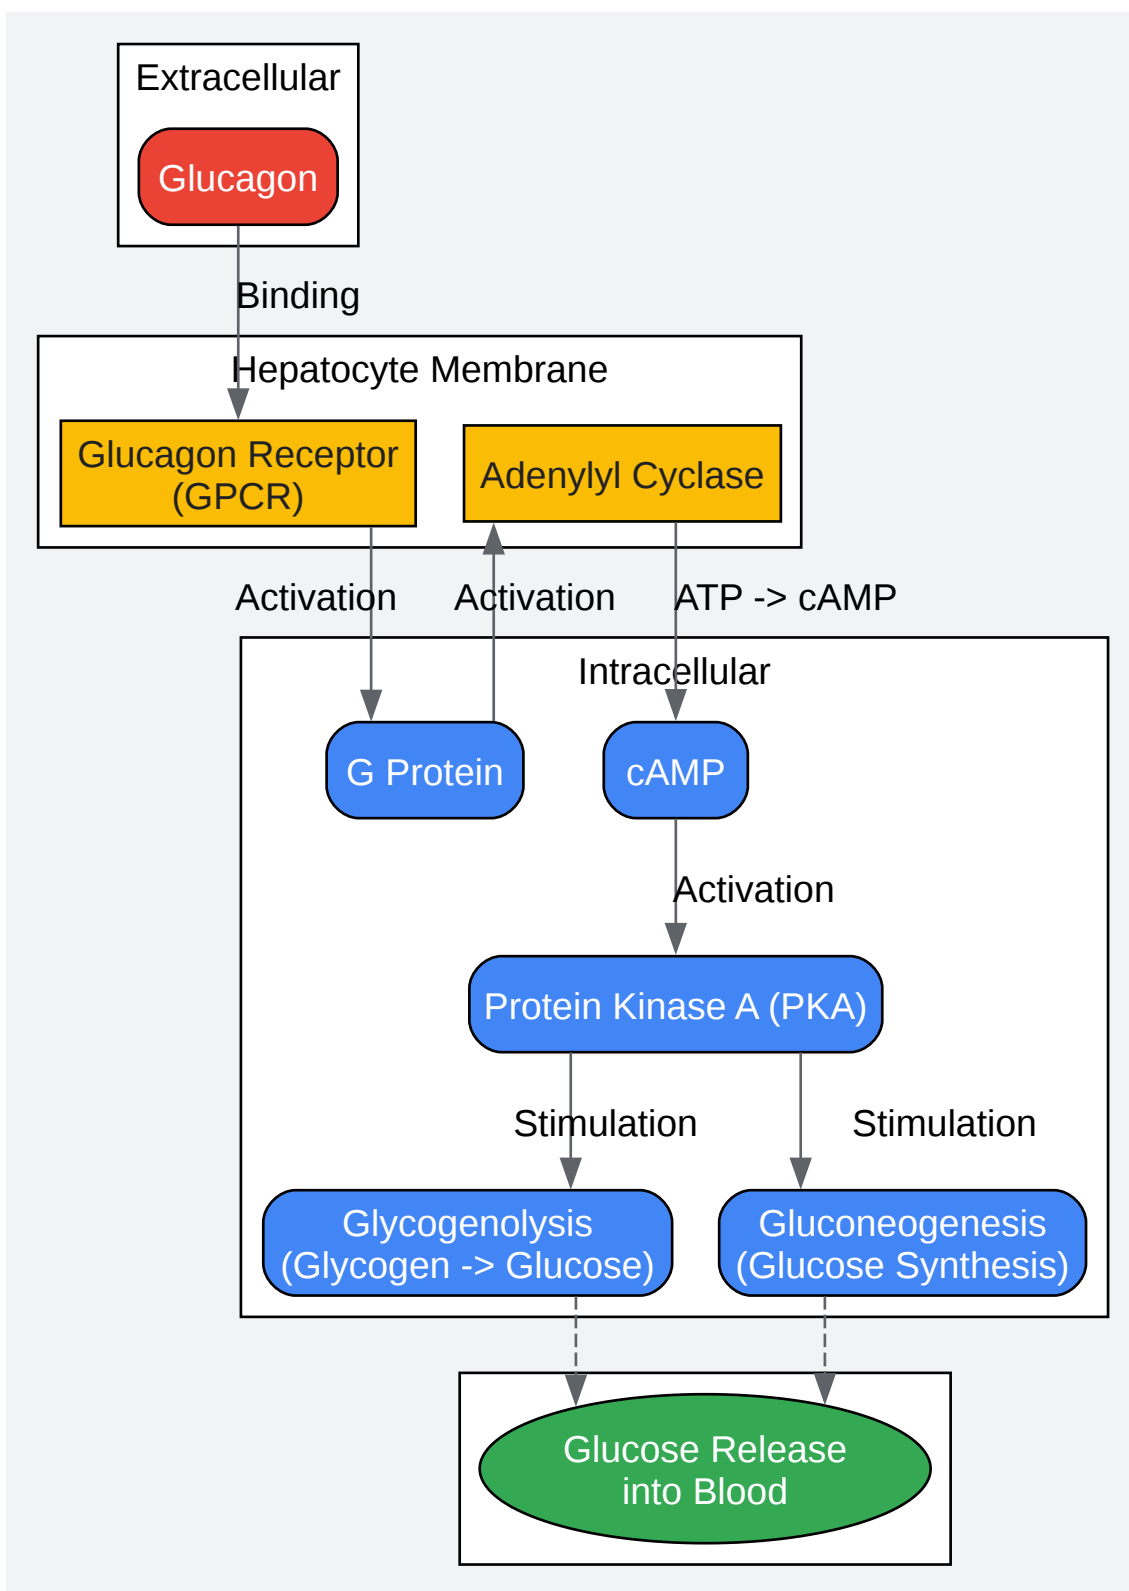 Extracellular
Glucagon
Binding
Hepatocyte Membrane
Glucagon Receptor
(GPCR)
Adenylyl Cyclase
Activation
Activation
ATP -> cAMP
Intracellular
G Protein
cAMP
Activation
Protein Kinase A (PKA)
Stimulation
Stimulation
Glycogenolysis
(Glycogen -> Glucose)
Gluconeogenesis
(Glucose Synthesis)
Glucose Release
into Blood